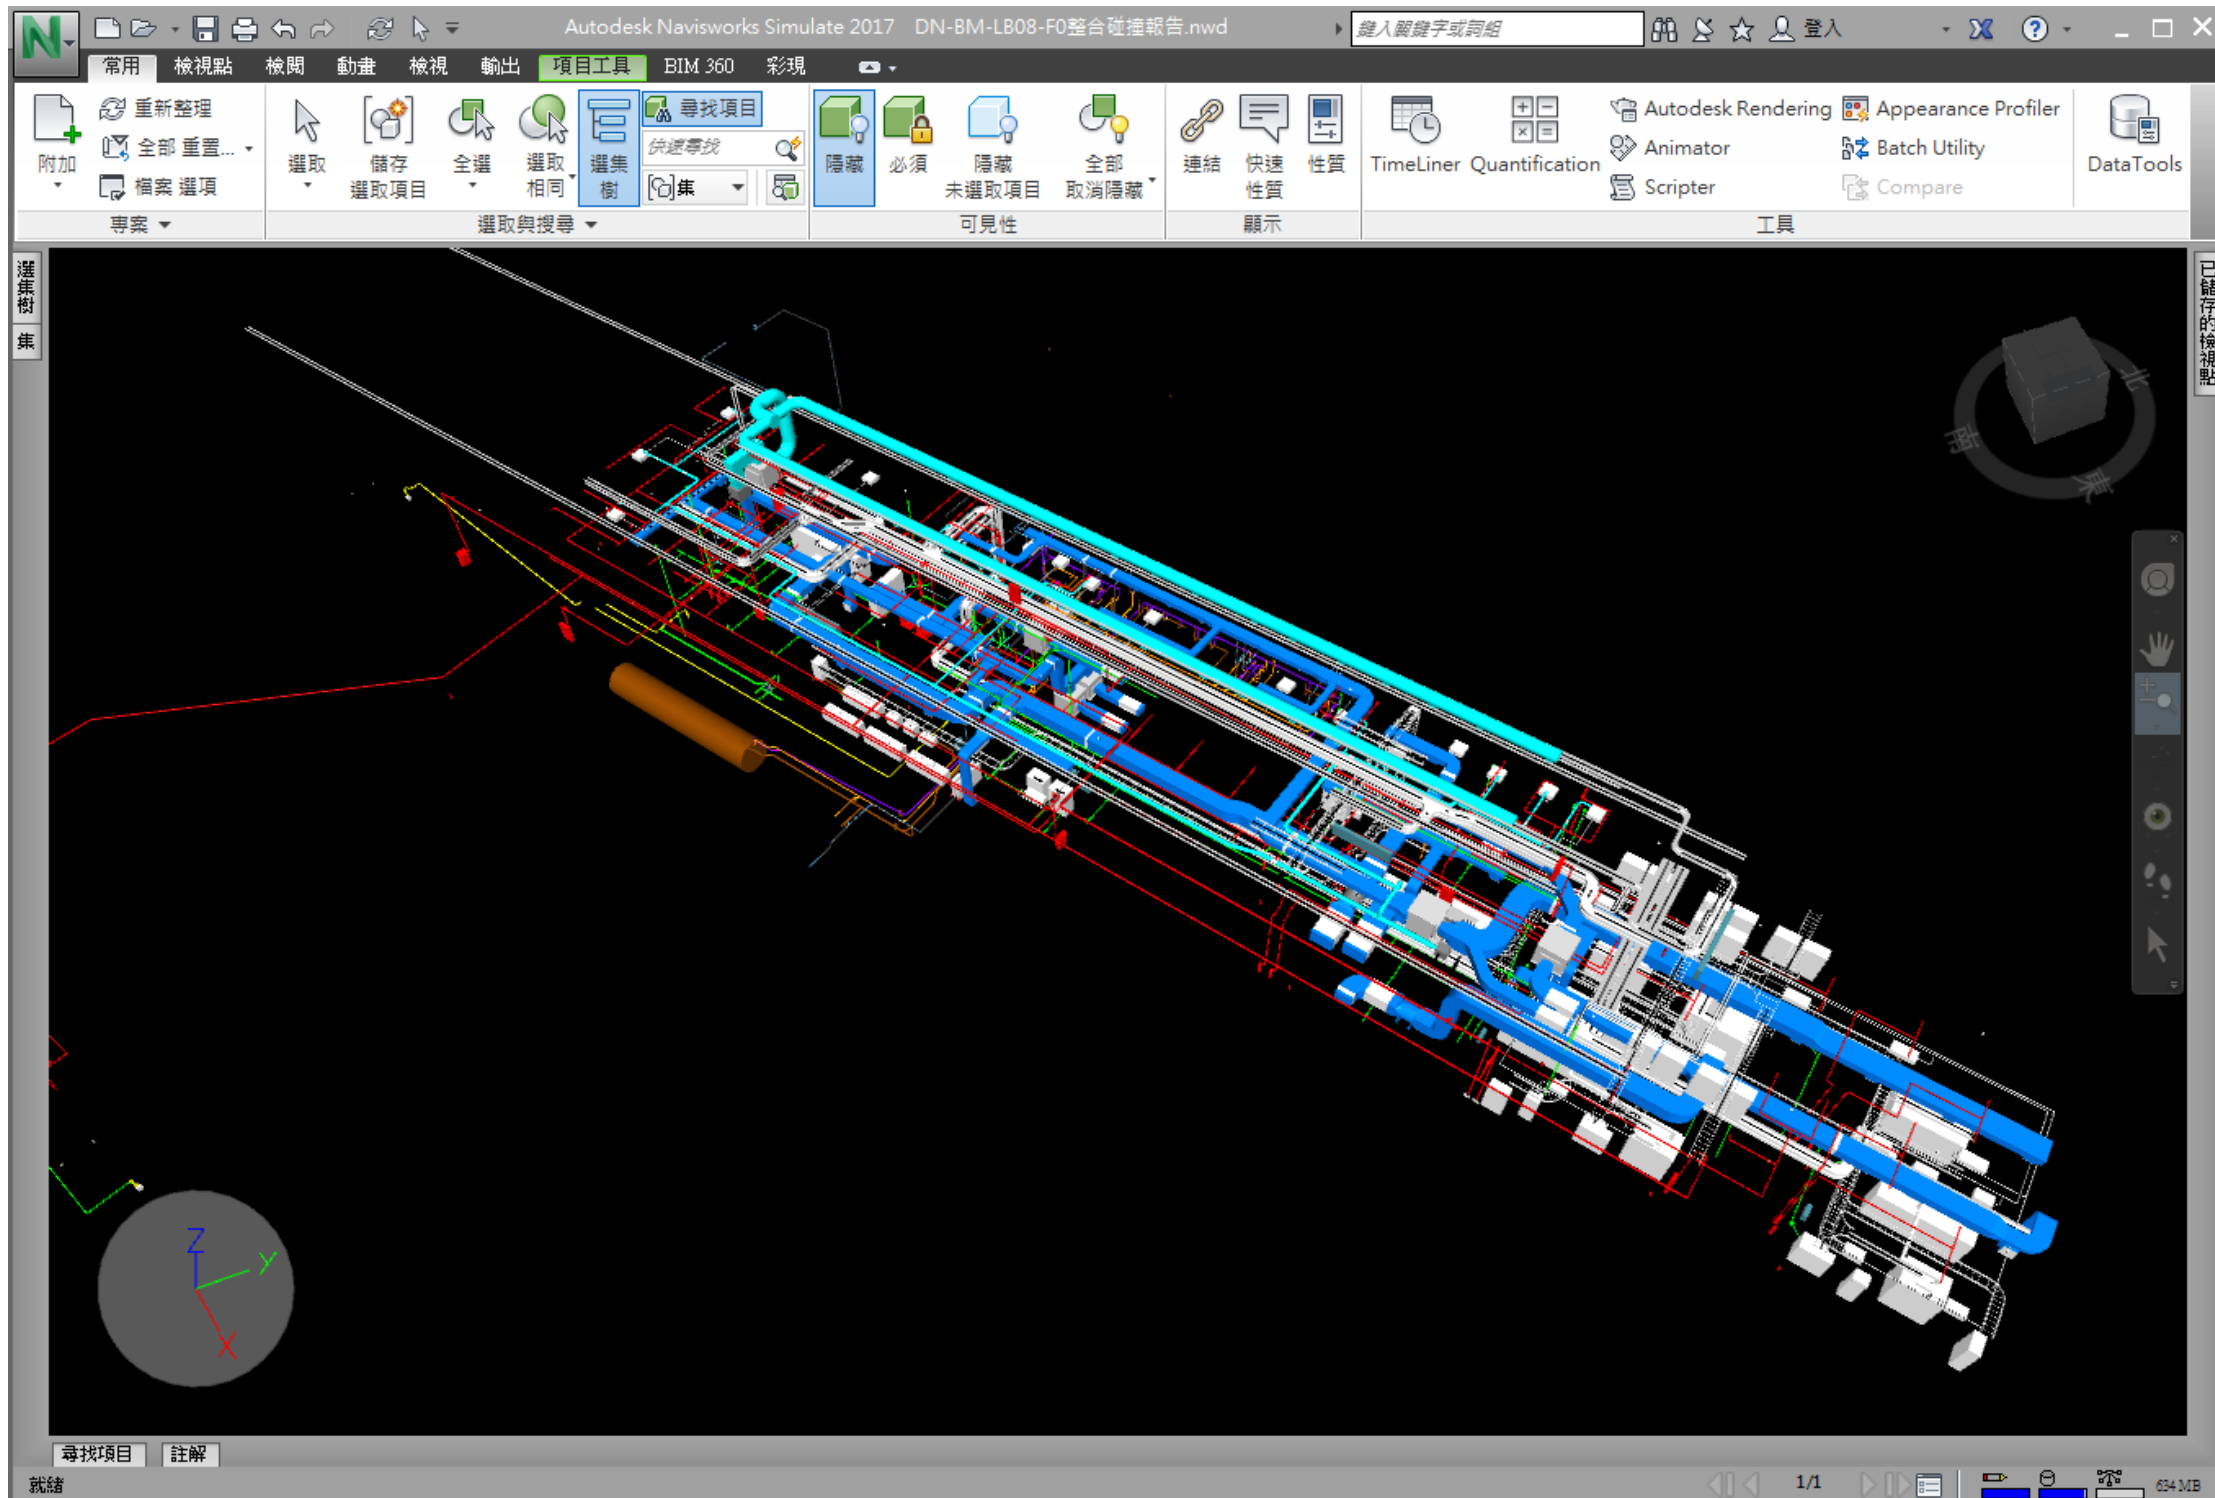 Autodesk Navisworks Simulate 2017 DN-BM-LB08-F0整合碰撞報告.nwd
鍵入關鍵字或詞組
登入
常用 檢視點 檢閱 動畫 檢視 輸出 項目工具 BIM 360 彩現
附加
重新整理
全部 重置...
檔案 選項
專案
選取
儲存
選取項目
全選
選取
相同
選集
樹
尋找項目
快速尋找
集
選取與搜尋
隱藏
必須
隱藏
未選取項目
全部
取消隱藏
可見性
連結
快速
性質
性質
顯示
TimeLiner
Quantification
Autodesk Rendering
Animator
Scripter
Appearance Profiler
Batch Utility
Compare
DataTools
工具
選集樹
集
已儲存的檢視點
北
南
東
Z
Y
X
尋找項目
註解
就緒
1/1
634 MB